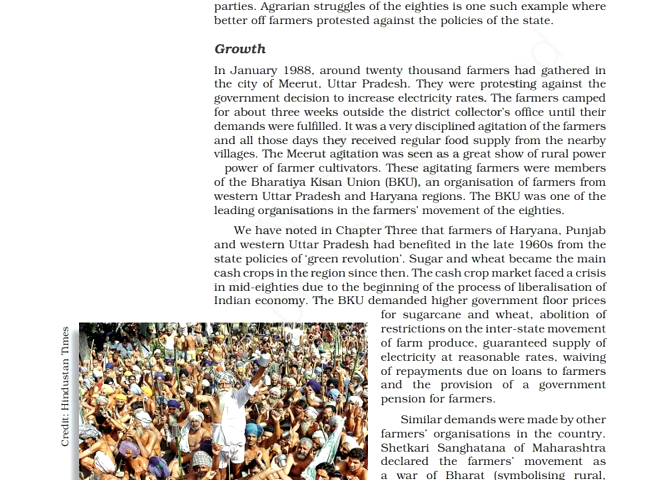 parties. Agrarian struggles of the eighties is one such example where
better off farmers protested against the policies of the state.
Growth
In January 1988, around twenty thousand farmers had gathered in
the city of Meerut, Uttar Pradesh. They were protesting against the
government decision to increase electricity rates. The farmers camped
for about three weeks outside the district collector's office until their
demands were fulfilled. It was a very disciplined agitation of the farmers
and all those days they received regular food supply from the nearby
villages. The Meerut agitation was seen as a great show of rural power
power of farmer cultivators. These agitating farmers were members
of the Bharatiya Kisan Union (BKU), an organisation of farmers from
western Uttar Pradesh and Haryana regions. The BKU was one of the
leading organisations in the farmers' movement of the eighties.
We have noted in Chapter Three that farmers of Haryana, Punjab
and western Uttar Pradesh had benefited in the late 1960s from the
state policies of 'green revolution'. Sugar and wheat became the main
cash crops in the region since then. The cash crop market faced a crisis
in mid-eighties due to the beginning of the process of liberalisation of
Indian economy. The BKU demanded higher government floor prices
for sugarcane and wheat, abolition of
restrictions on the inter-state movement
of farm produce, guaranteed supply of
electricity at reasonable rates, waiving
of repayments due on loans to farmers
and the provision of a government
pension for farmers.
Similar demands were made by other
farmers' organisations in the country.
Shetkari Sanghatana of Maharashtra
declared the farmers' movement as
a war of Bharat (symbolising rural,
Credit: Hindustan Times